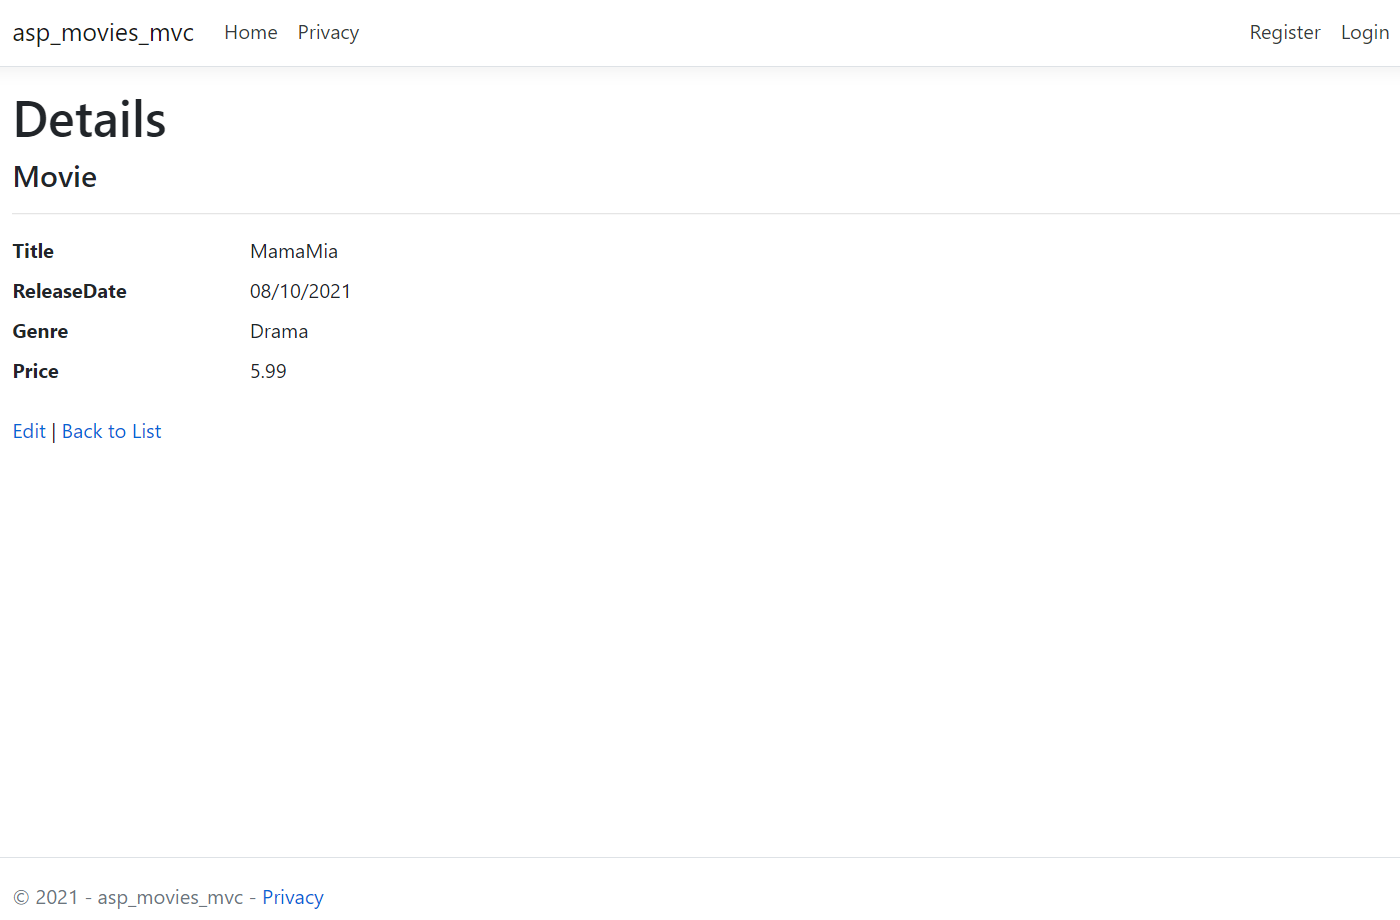 asp_movies_mvc Home Privacy Register Login
Details
Movie
Title MamaMia
ReleaseDate 08/10/2021
Genre Drama
Price 5.99
Edit | Back to List
© 2021 - asp_movies_mvc - Privacy